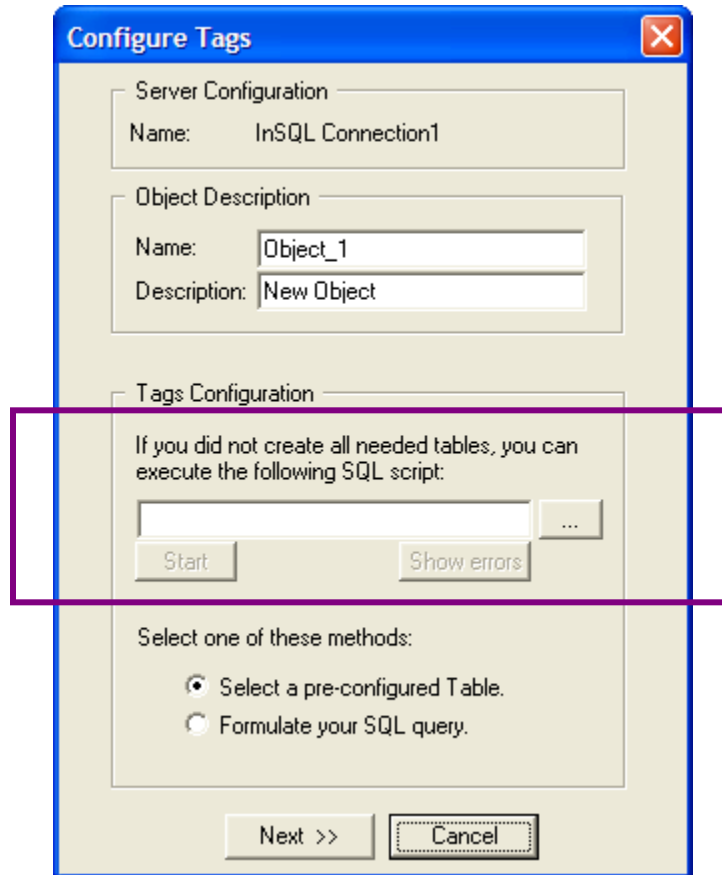 Configure Tags
Server Configuration
Name: InSQL Connection1
Object Description
Name: Object_1
Description: New Object
Tags Configuration
If you did not create all needed tables, you can
execute the following SQL script:
...
Start Show errors
Select one of these methods:
Select a pre-configured Table.
Formulate your SQL query.
Next >> Cancel